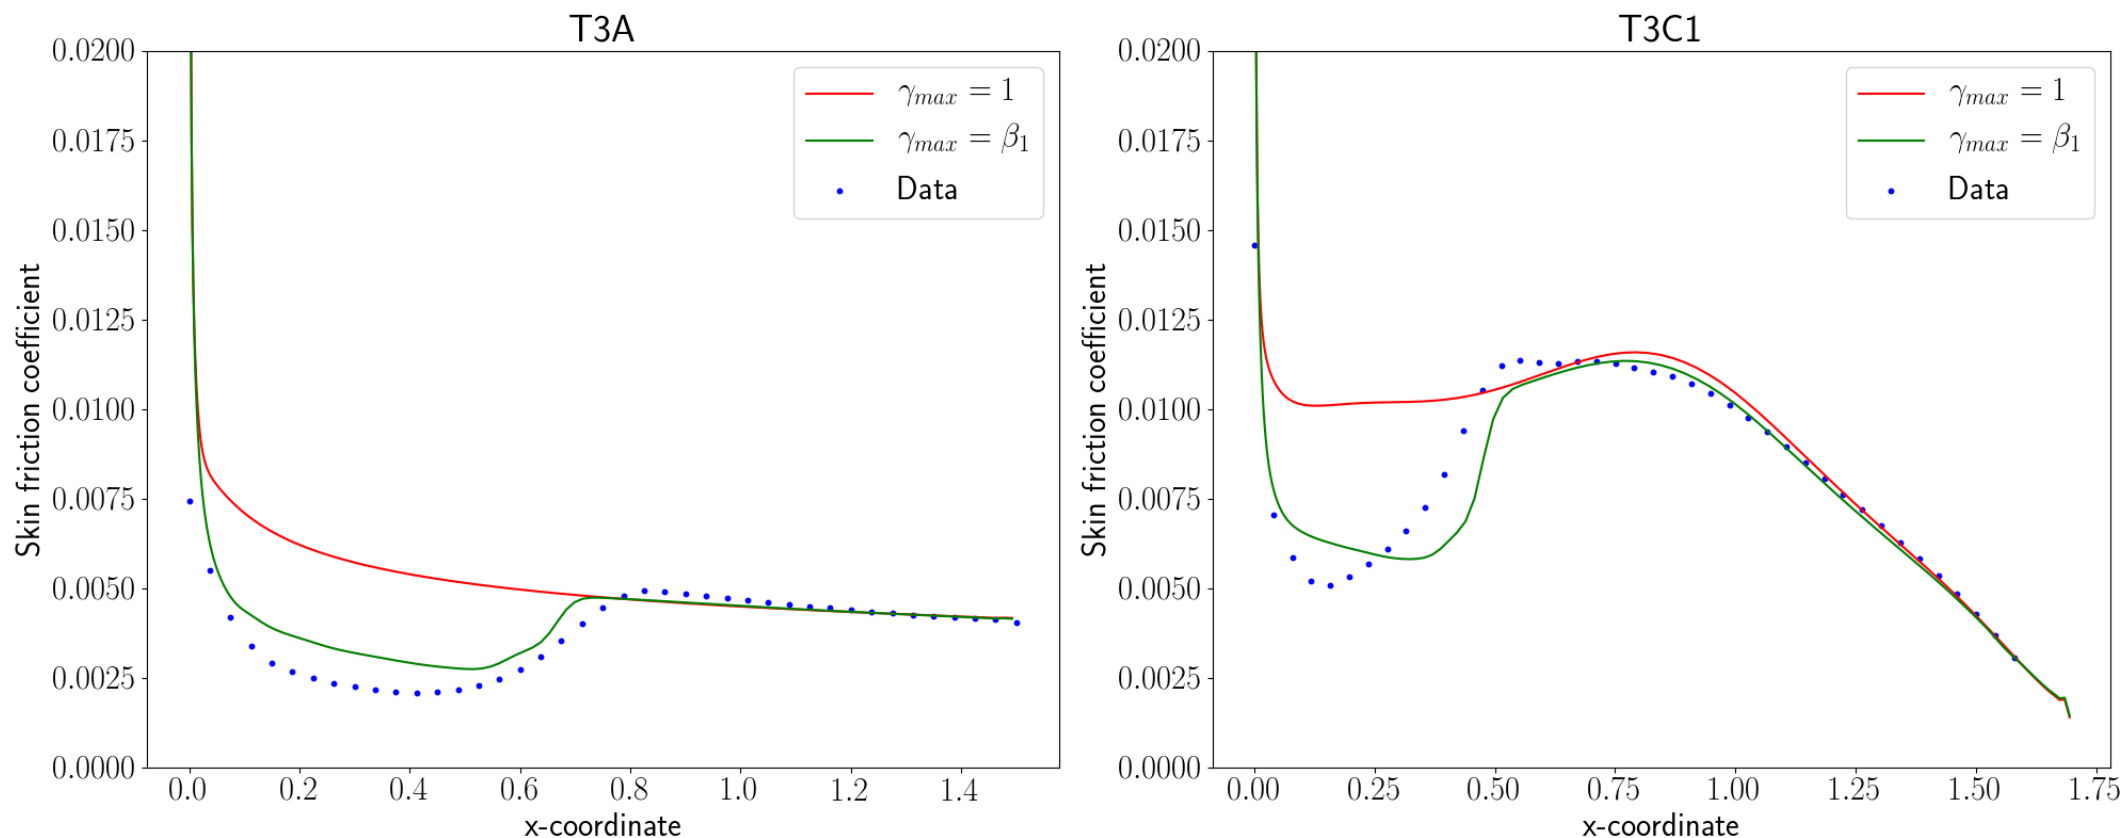 T3A
Skin friction coefficient
0.0200
0.0175
0.0150
0.0125
0.0100
0.0075
0.0050
0.0025
0.0000
γmax = 1
γmax = β1
Data
0.0 0.2 0.4 0.6 0.8 1.0 1.2 1.4
x-coordinate
T3C1
Skin friction coefficient
0.0200
0.0175
0.0150
0.0125
0.0100
0.0075
0.0050
0.0025
0.0000
γmax = 1
γmax = β1
Data
0.00 0.25 0.50 0.75 1.00 1.25 1.50 1.75
x-coordinate